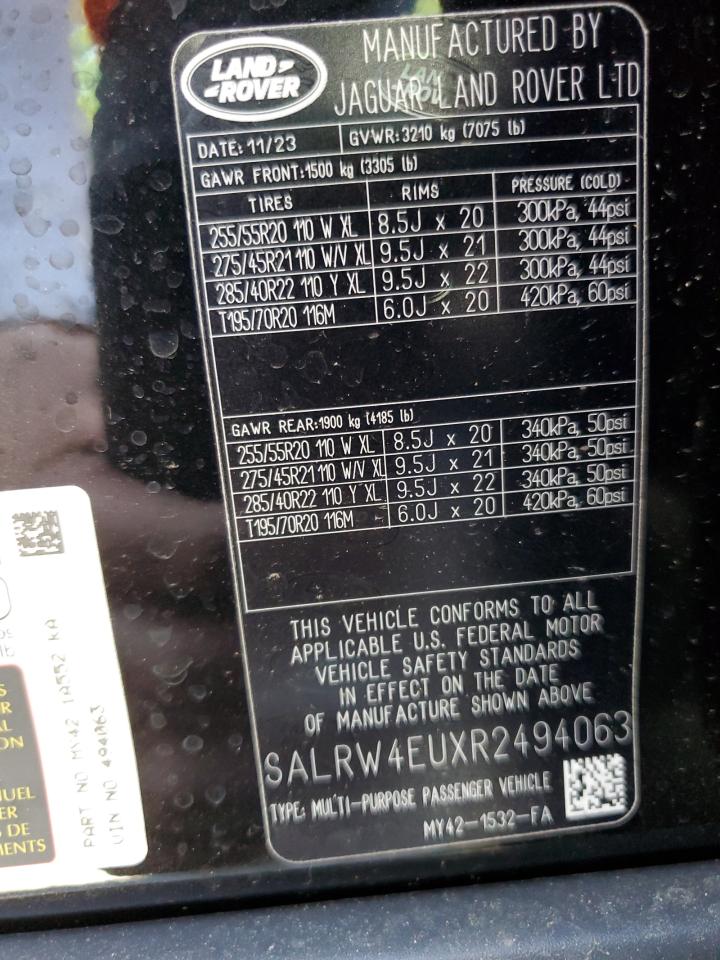 LAND ROVER
MANUFACTURED BY
JAGUAR LAND ROVER LTD
DATE: 11/23 GVWR: 3210 kg (7075 lb)
GAWR FRONT: 1500 kg (3305 lb)
TIRES RIMS PRESSURE (COLD)
255/55R20 110 W XL 8.5J x 20 300kPa, 44psi
275/45R21 110 W/V XL 9.5J x 21 300kPa, 44psi
285/40R22 110 Y XL 9.5J x 22 300kPa, 44psi
T195/70R20 116M 6.0J x 20 420kPa, 60psi
GAWR REAR: 1900 kg (4185 lb)
255/55R20 110 W XL 8.5J x 20 340kPa, 50psi
275/45R21 110 W/V XL 9.5J x 21 340kPa, 50psi
285/40R22 110 Y XL 9.5J x 22 340kPa, 50psi
T195/70R20 116M 6.0J x 20 420kPa, 60psi
THIS VEHICLE CONFORMS TO ALL
APPLICABLE U.S. FEDERAL MOTOR
VEHICLE SAFETY STANDARDS
IN EFFECT ON THE DATE
OF MANUFACTURE SHOWN ABOVE
SALRW4EUXR2494063
TYPE: MULTI-PURPOSE PASSENGER VEHICLE
MY42-1532-FA
PART NO MY42 1A552 KA
VIN NO 494063